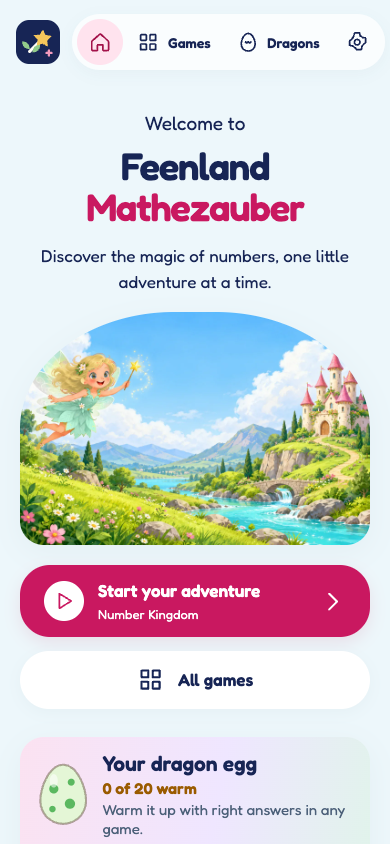 Games
Dragons
Welcome to
Feenland
Mathezauber
Discover the magic of numbers, one little
adventure at a time.
Start your adventure
Number Kingdom
All games
Your dragon egg
0 of 20 warm
Warm it up with right answers in any
game.